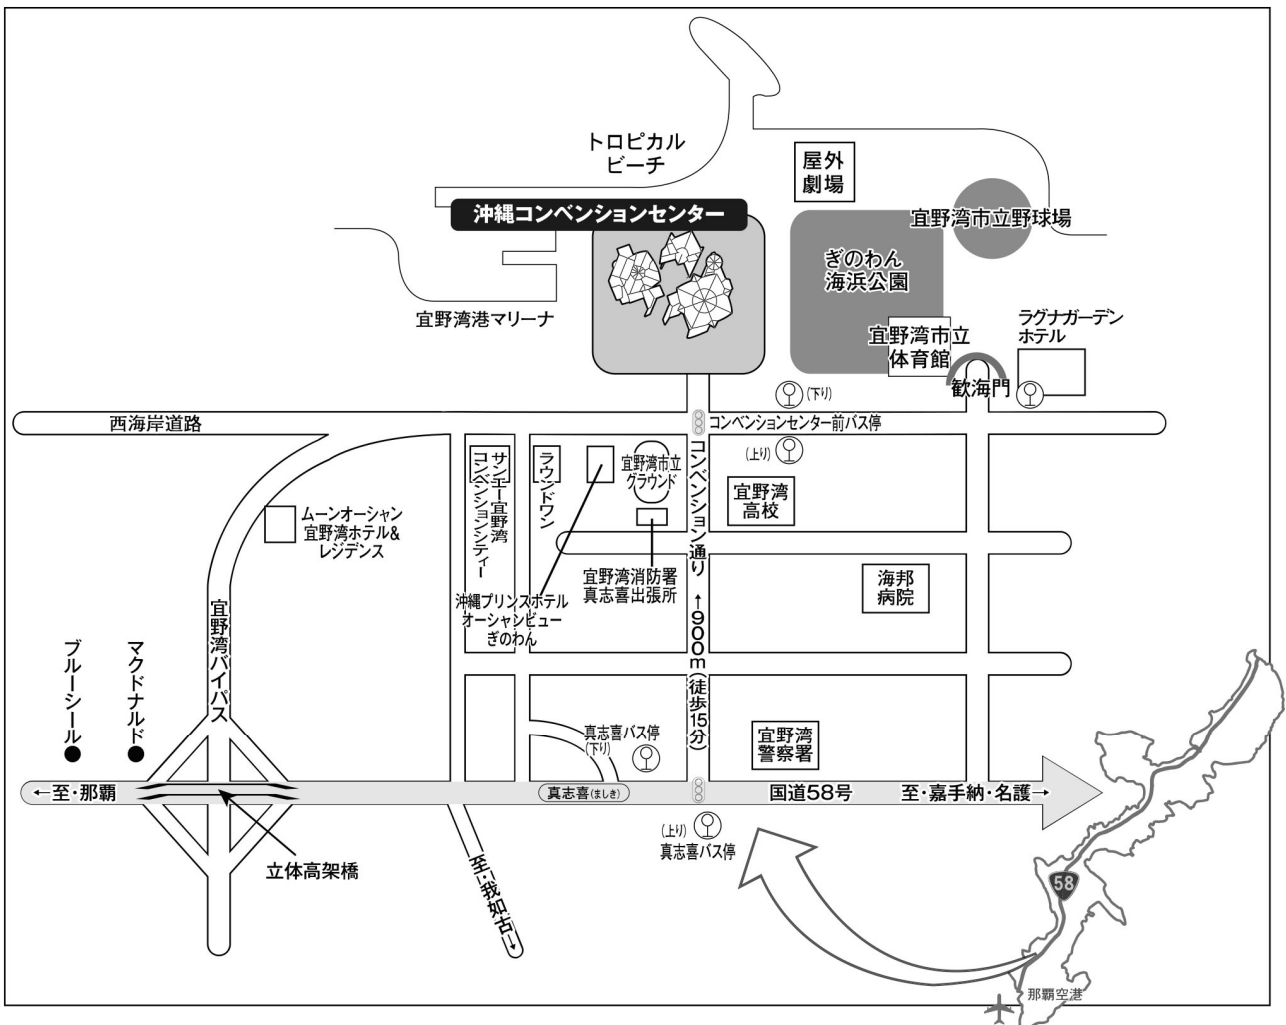 トロピカル
ビーチ
屋外
劇場
沖縄コンベンションセンター
宜野湾市立野球場
ぎのわん
海浜公園
宜野湾港マリーナ
宜野湾市立
体育館
ラグナガーデン
ホテル
歓海門
(下り)
西海岸道路
コンベンションセンター前バス停
(上り)
サンエー宜野湾
コンベンションシティー
ラウンドワン
宜野湾市立
グラウンド
コンベンション通り
←900m(徒歩15分)
宜野湾
高校
ムーンオーシャン
宜野湾ホテル&
レジデンス
宜野湾消防署
真志喜出張所
海邦
病院
沖縄プリンスホテル
オーシャンビュー
ぎのわん
宜野湾バイパス
ブルーシール
マクドナルド
真志喜バス停
(下り)
宜野湾
警察署
←至・那覇
真志喜(ましき)
国道58号
至・嘉手納・名護→
(上り)
真志喜バス停
立体高架橋
至・我如古→
58
那覇空港